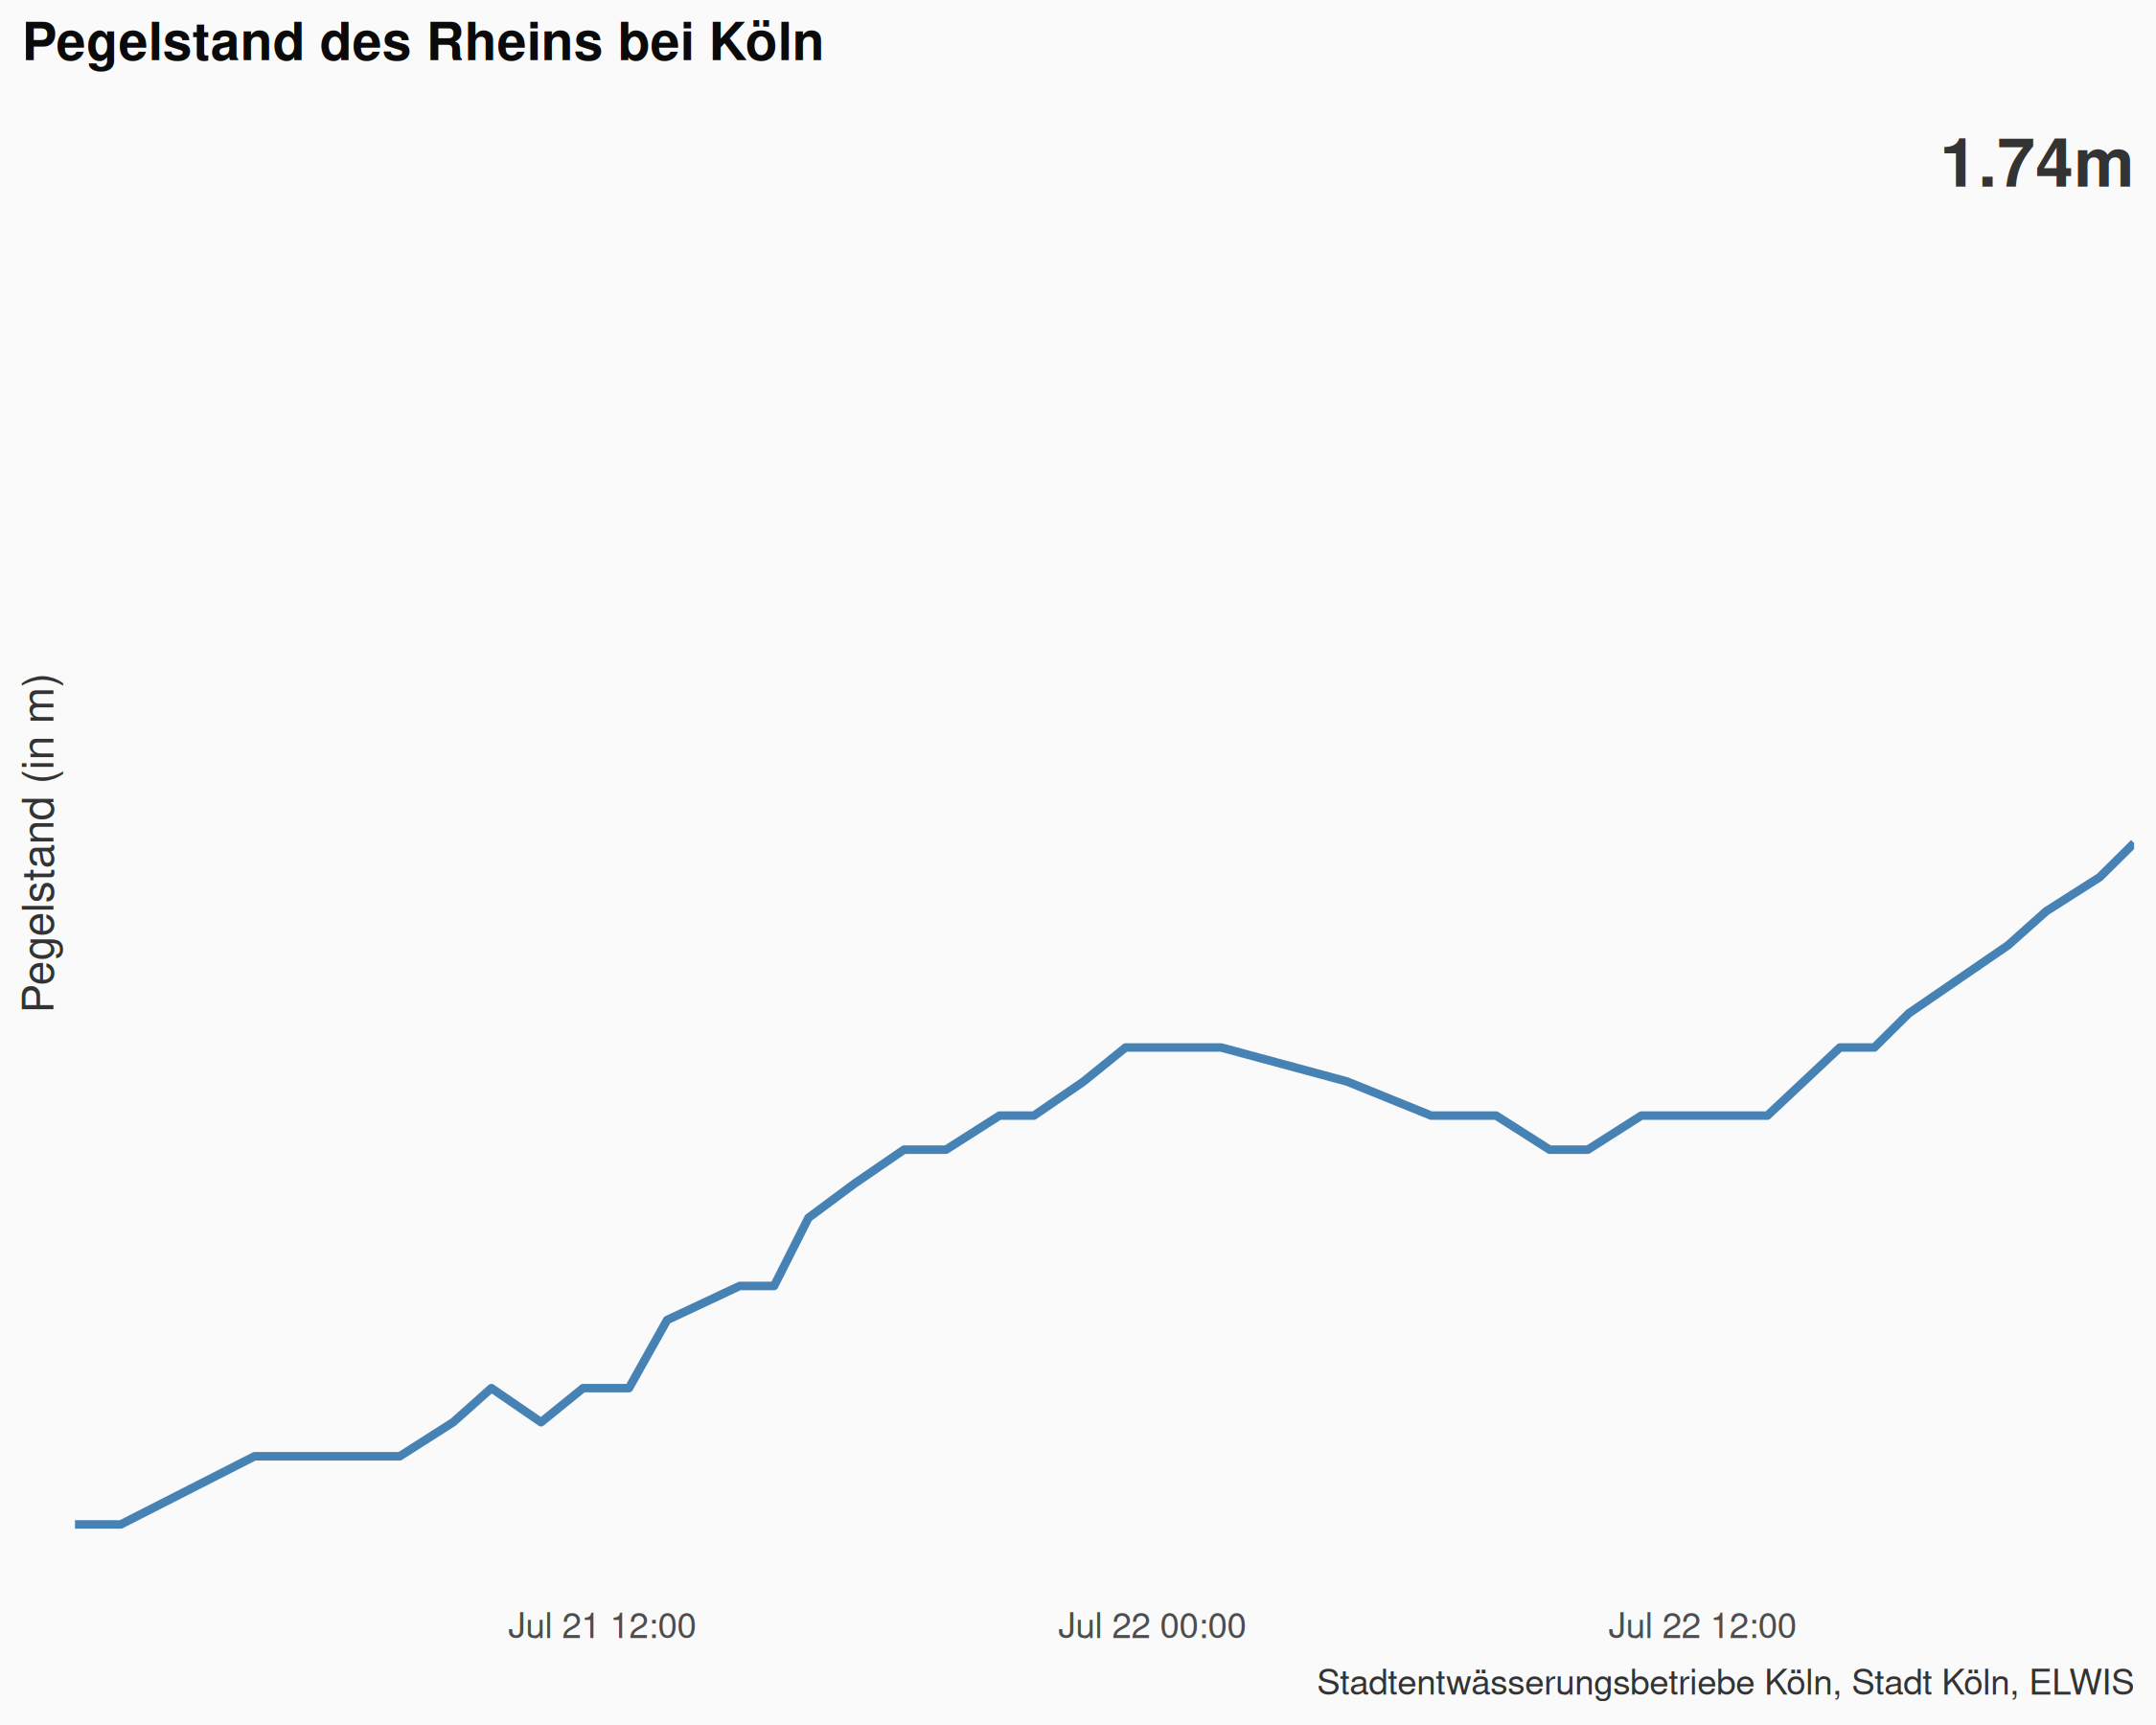 Pegelstand des Rheins bei Köln
1.74m
Pegelstand (in m)
Jul 21 12:00
Jul 22 00:00
Jul 22 12:00
Stadtentwässerungsbetriebe Köln, Stadt Köln, ELWIS